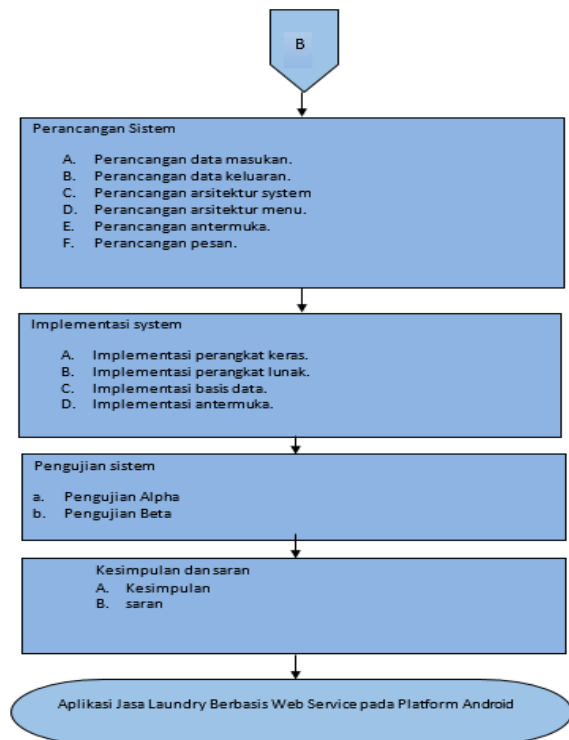 B
Perancangan Sistem
A. Perancangan data masukan.
B. Perancangan data keluaran.
C. Perancangan arsitektur system
D. Perancangan arsitektur menu.
E. Perancangan antermuka.
F. Perancangan pesan.
Implementasi system
A. Implementasi perangkat keras.
B. Implementasi perangkat lunak.
C. Implementasi basis data.
D. Implementasi antermuka.
Pengujian sistem
a. Pengujian Alpha
b. Pengujian Beta
Kesimpulan dan saran
A. Kesimpulan
B. saran
Aplikasi Jasa Laundry Berbasis Web Service pada Platform Android